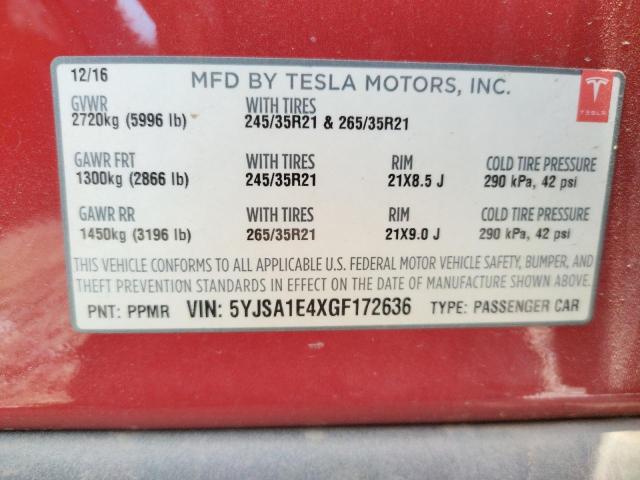 12/16 MFD BY TESLA MOTORS, INC.
TESLA
GVWR WITH TIRES
2720kg (5996 lb) 245/35R21 & 265/35R21
GAWR FRT WITH TIRES RIM COLD TIRE PRESSURE
1300kg (2866 lb) 245/35R21 21X8.5 J 290 kPa, 42 psi
GAWR RR WITH TIRES RIM COLD TIRE PRESSURE
1450kg (3196 lb) 265/35R21 21X9.0 J 290 kPa, 42 psi
THIS VEHICLE CONFORMS TO ALL APPLICABLE U.S. FEDERAL MOTOR VEHICLE SAFETY, BUMPER, AND
THEFT PREVENTION STANDARDS IN EFFECT ON THE DATE OF MANUFACTURE SHOWN ABOVE.
PNT: PPMR VIN: 5YJSA1E4XGF172636 TYPE: PASSENGER CAR